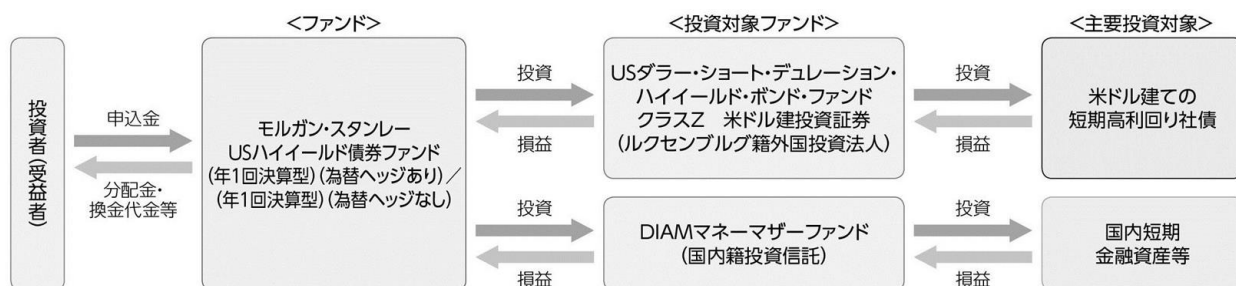 <ファンド>
<投資対象ファンド>
<主要投資対象>
投資者(受益者)
申込金
分配金・
換金代金等
モルガン・スタンレー
USハイイールド債券ファンド
(年1回決算型)(為替ヘッジあり)/
(年1回決算型)(為替ヘッジなし)
投資
損益
USダラー・ショート・デュレーション・
ハイイールド・ボンド・ファンド
クラスZ 米ドル建投資証券
(ルクセンブルグ籍外国投資法人)
投資
損益
米ドル建ての
短期高利回り社債
投資
損益
DIAMマネーマザーファンド
(国内籍投資信託)
投資
損益
国内短期
金融資産等